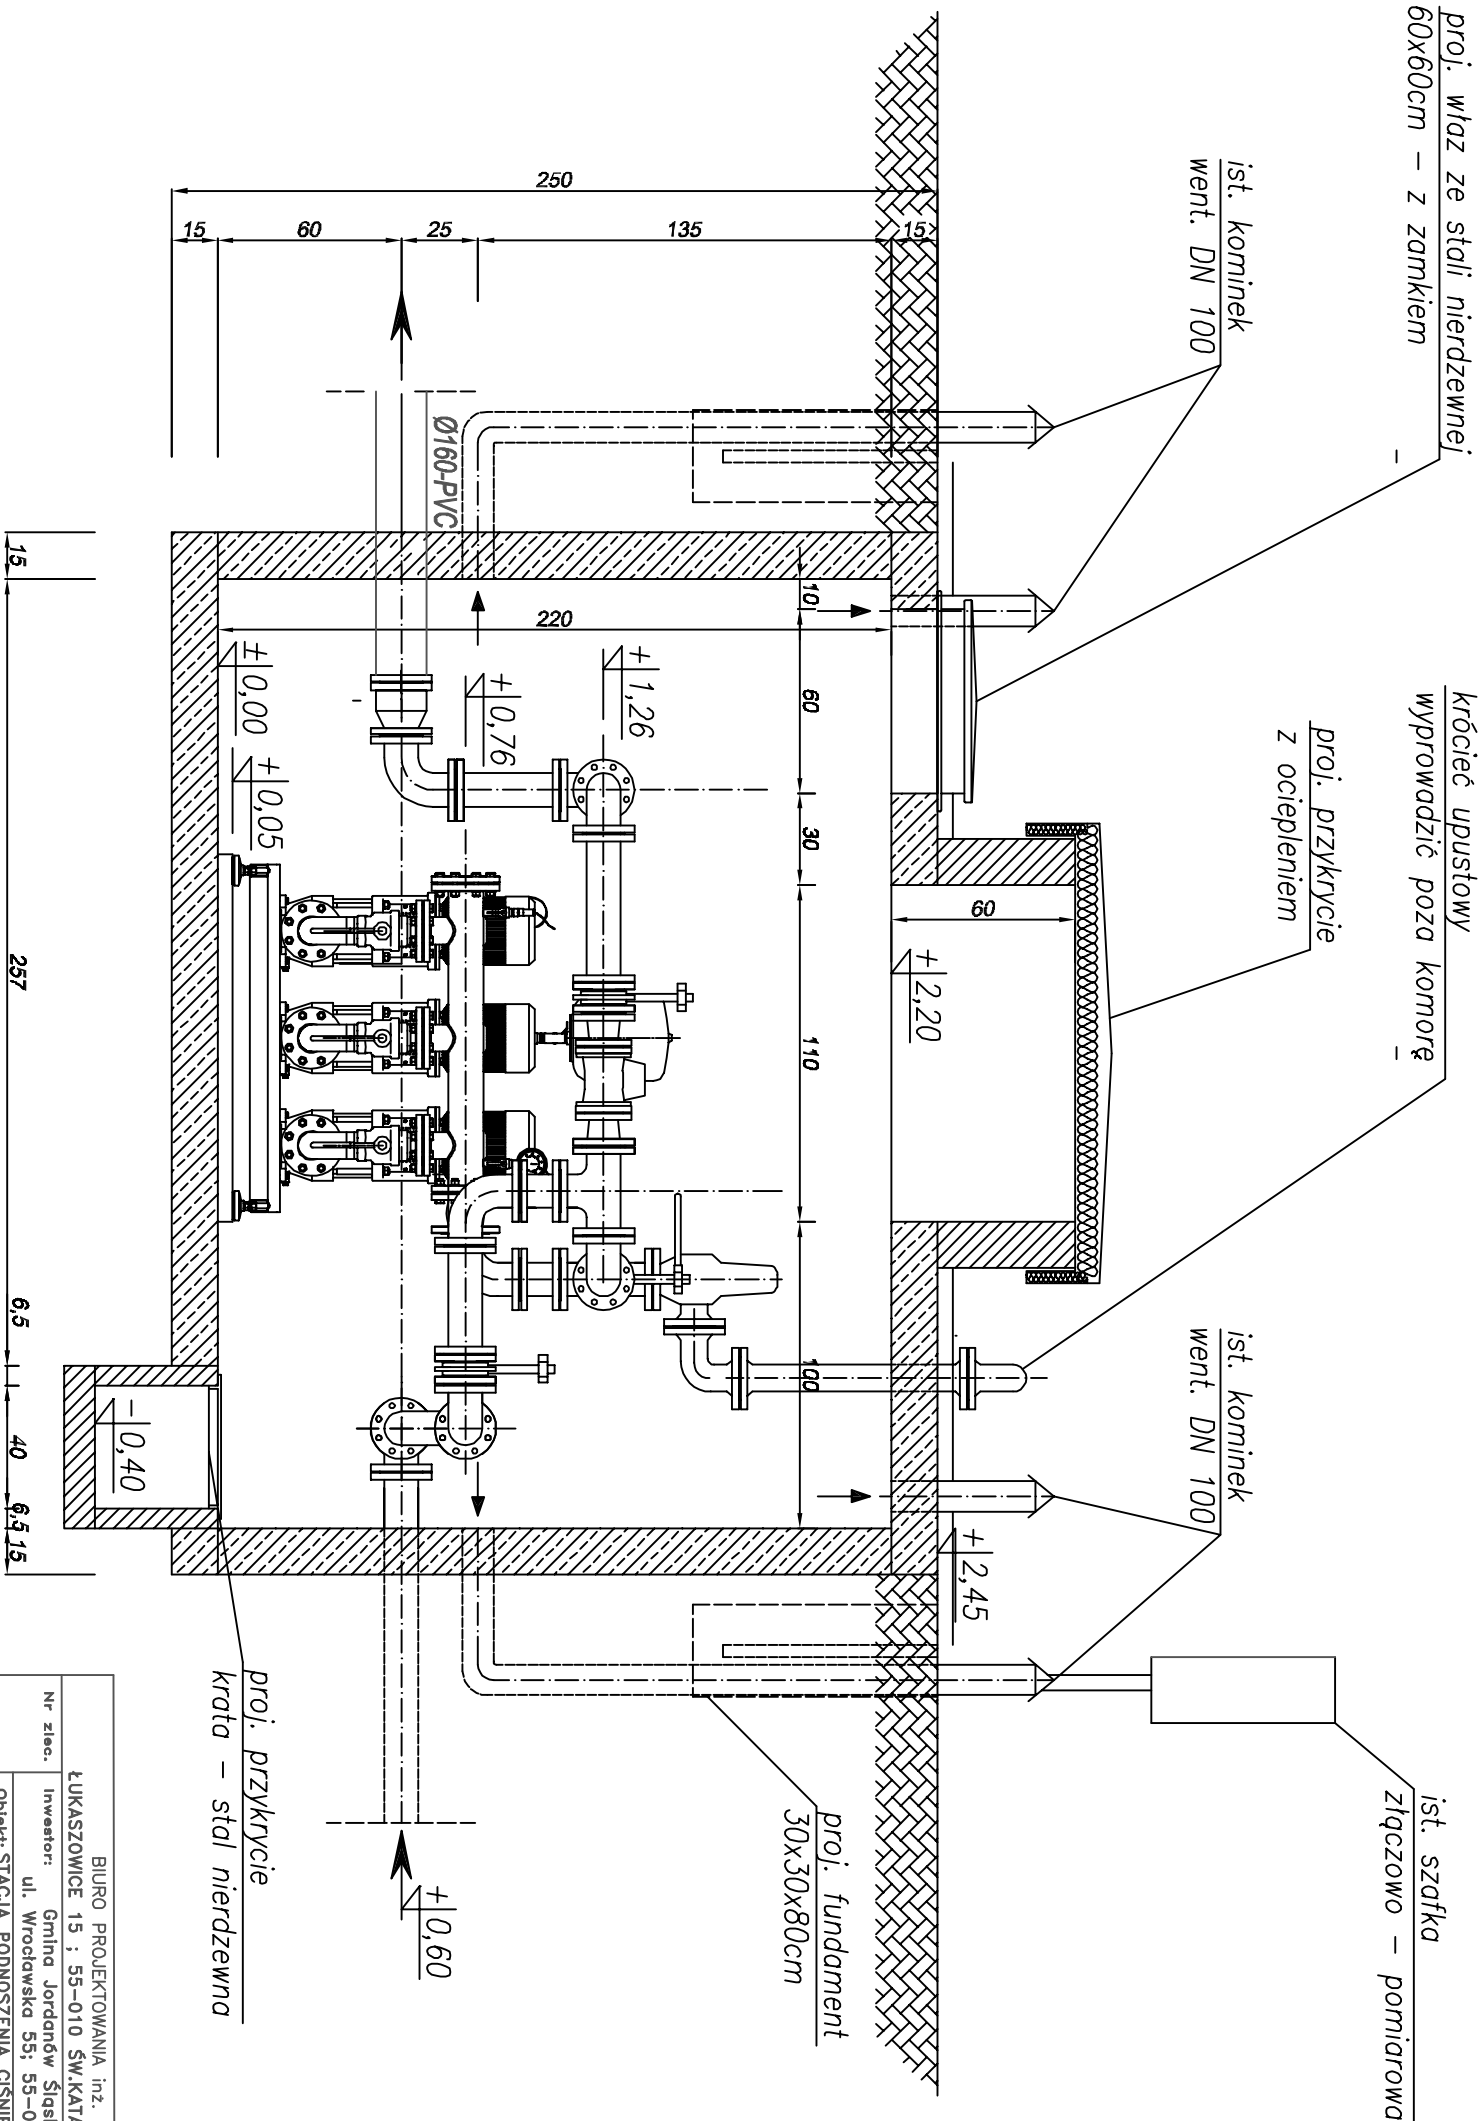 proj. właz ze stali nierdzewnej
60x60cm – z zamkiem
–
ist. kominek
went. DN 100
króciec upustowy
wyprowadzić poza komorę
–
proj. przykrycie
z ociepleniem
ist. kominek
went. DN 100
ist. szafka
złączowo – pomiarowa
250
15
60
25
135
15
Ø160-PVC
10
60
30
110
100
220
60
+2,20
+2,45
+1,26
+0,76
±0,00
+0,05
-0,40
+0,60
proj. fundament
30x30x80cm
proj. przykrycie
krata – stal nierdzewna
15
257
6,5
40
6,5
15
BIURO PROJEKTOWANIA inż.
ŁUKASZOWICE 15 ; 55-010 ŚW.KATA
Nr zlec.
Inwestor: Gmina Jordanów Śląs
ul. Wrocławska 55; 55-0
Obiekt: STACJA PODNOSZENIA CIŚNIE